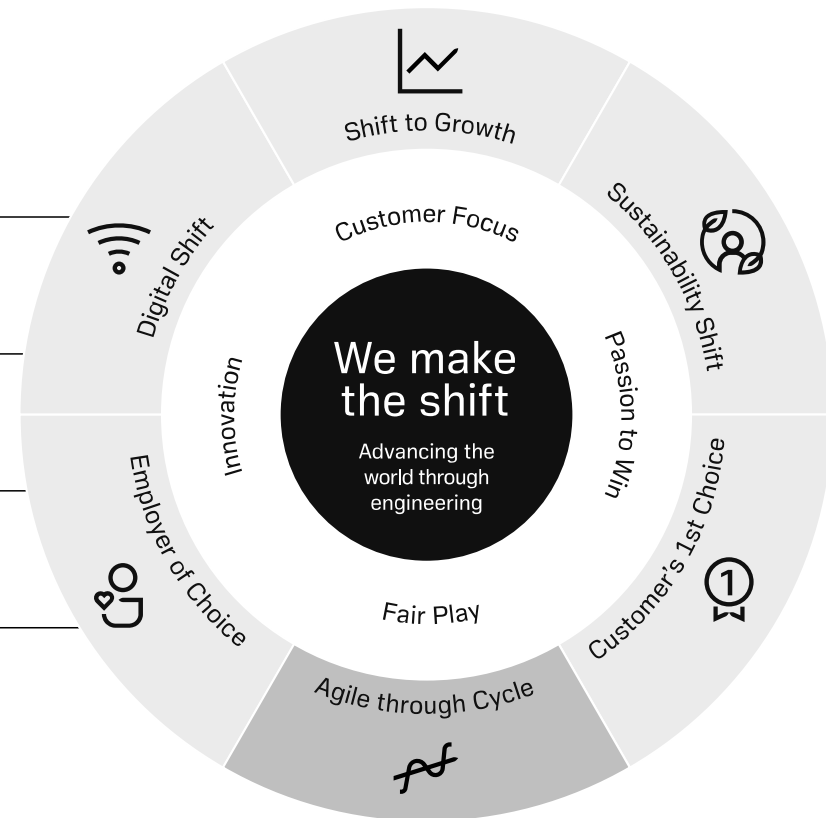 Shift to Growth
Customer Focus
Digital Shift
Sustainability Shift
We make
the shift
Advancing the
world through
engineering
Innovation
Passion to Win
Employer of Choice
Customer's 1st Choice
1
Fair Play
Agile through Cycle